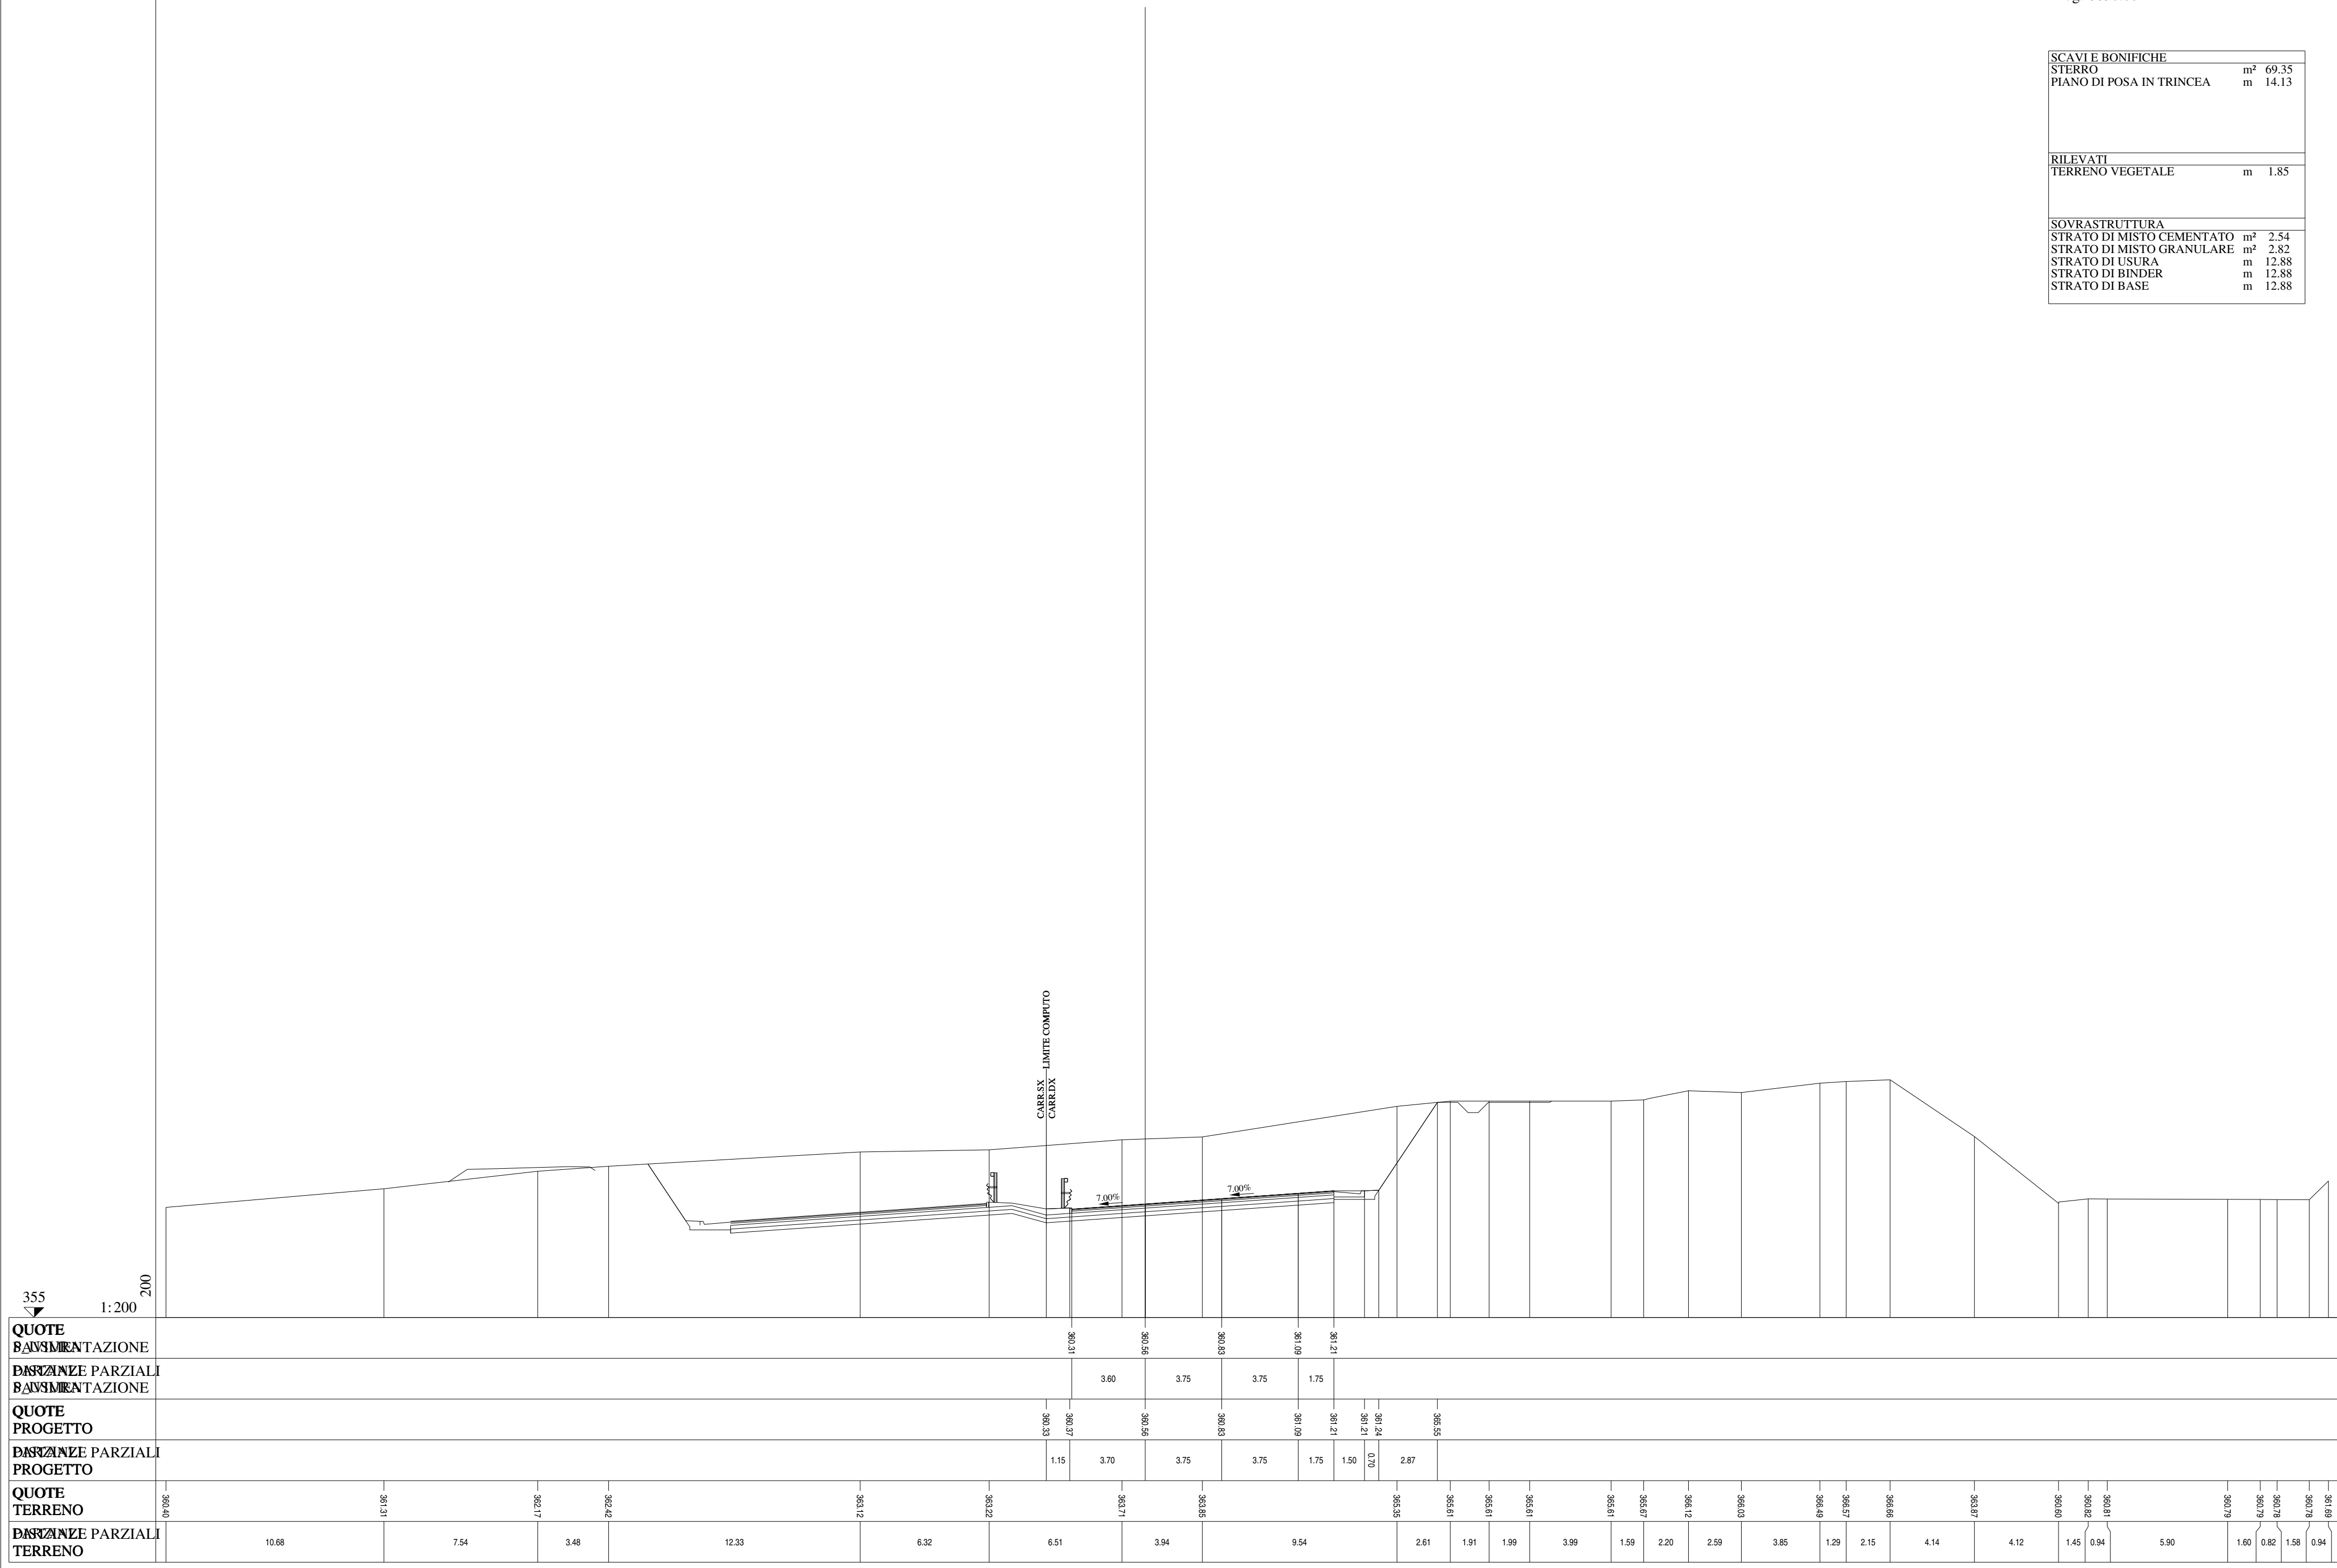 SCAVI E BONIFICHE
STERRO m² 69.35
PIANO DI POSA IN TRINCEA m 14.13
RILEVATI
TERRENO VEGETALE m 1.85
SOVRASTRUTTURA
STRATO DI MISTO CEMENTATO m² 2.54
STRATO DI MISTO GRANULARE m² 2.82
STRATO DI USURA m 12.88
STRATO DI BINDER m 12.88
STRATO DI BASE m 12.88
LIMITE COMPUTO
CARR.SX
CARR.DX
7.00%
7.00%
200
355
1:200
QUOTE
PAVIMENTAZIONE
360.31 360.56 360.83 361.09 361.21
PARZIALI
PAVIMENTAZIONE
3.60 3.75 3.75 1.75
QUOTE
PROGETTO
360.33 360.37 360.56 360.83 361.09 361.21 361.21 361.24 365.55
PARZIALI
PROGETTO
1.15 3.70 3.75 3.75 1.75 1.50 0.70 2.87
QUOTE
TERRENO
360.40 361.31 362.17 362.42 363.12 363.22 363.71 363.85 365.35 365.61 365.61 365.61 365.61 365.67 366.12 366.03 366.49 366.57 366.66 363.87 360.60 360.82 360.81 360.79 360.79 360.78 360.78 361.69
PARZIALI
TERRENO
10.68 7.54 3.48 12.33 6.32 6.51 3.94 9.54 2.61 1.91 1.99 3.99 1.59 2.20 2.59 3.85 1.29 2.15 4.14 4.12 1.45 0.94 5.90 1.60 0.82 1.58 0.94